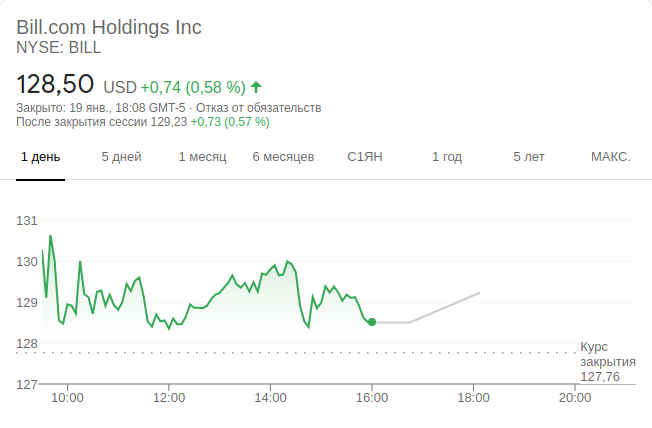 Bill.com Holdings Inc
NYSE: BILL
128,50 USD +0,74 (0,58 %)
Закрыто: 19 янв., 18:08 GMT-5 · Отказ от обязательств
После закрытия сессии 129,23 +0,73 (0,57 %)
1 день 5 дней 1 месяц 6 месяцев С1ЯН 1 год 5 лет МАКС.
131
130
129
128
Курс
закрытия
127,76
127
10:00 12:00 14:00 16:00 18:00 20:00